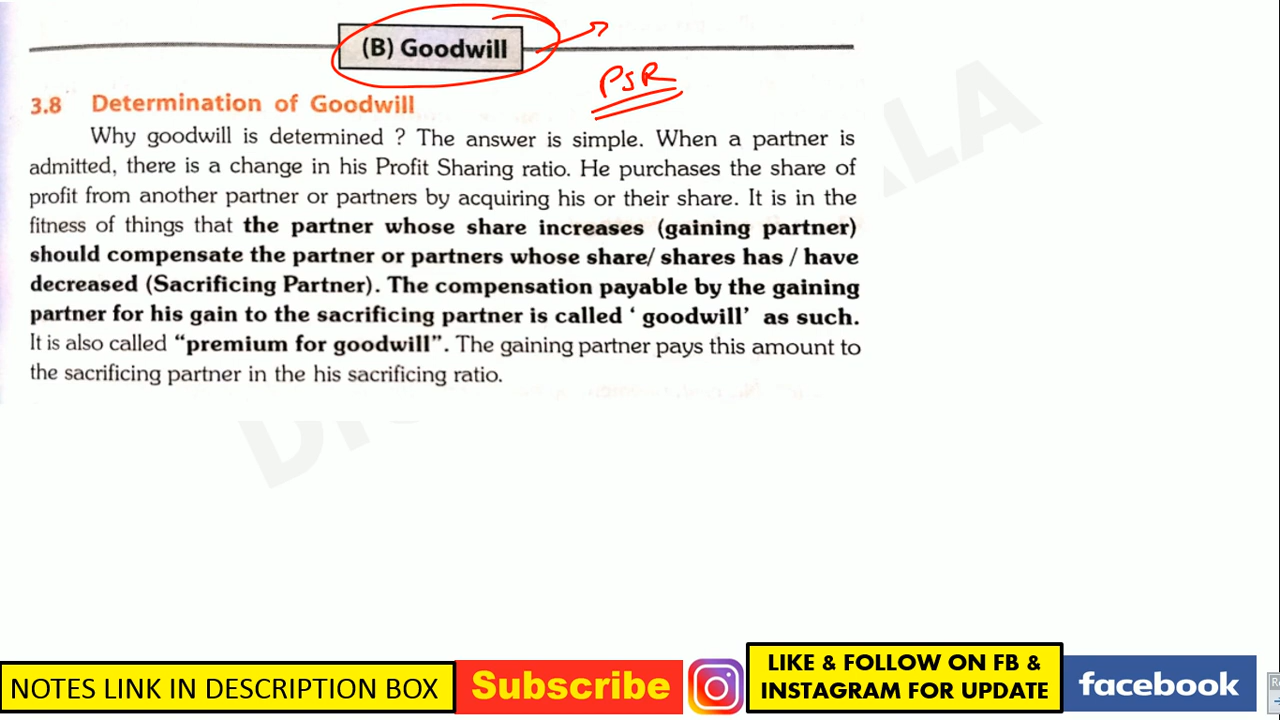 (B) Goodwill
PSR
3.8 Determination of Goodwill
Why goodwill is determined ? The answer is simple. When a partner is
admitted, there is a change in his Profit Sharing ratio. He purchases the share of
profit from another partner or partners by acquiring his or their share. It is in the
fitness of things that the partner whose share increases (gaining partner)
should compensate the partner or partners whose share/ shares has / have
decreased (Sacrificing Partner). The compensation payable by the gaining
partner for his gain to the sacrificing partner is called ‘ goodwill’ as such.
It is also called “premium for goodwill”. The gaining partner pays this amount to
the sacrificing partner in the his sacrificing ratio.
NOTES LINK IN DESCRIPTION BOX
Subscribe
LIKE & FOLLOW ON FB &
INSTAGRAM FOR UPDATE
facebook